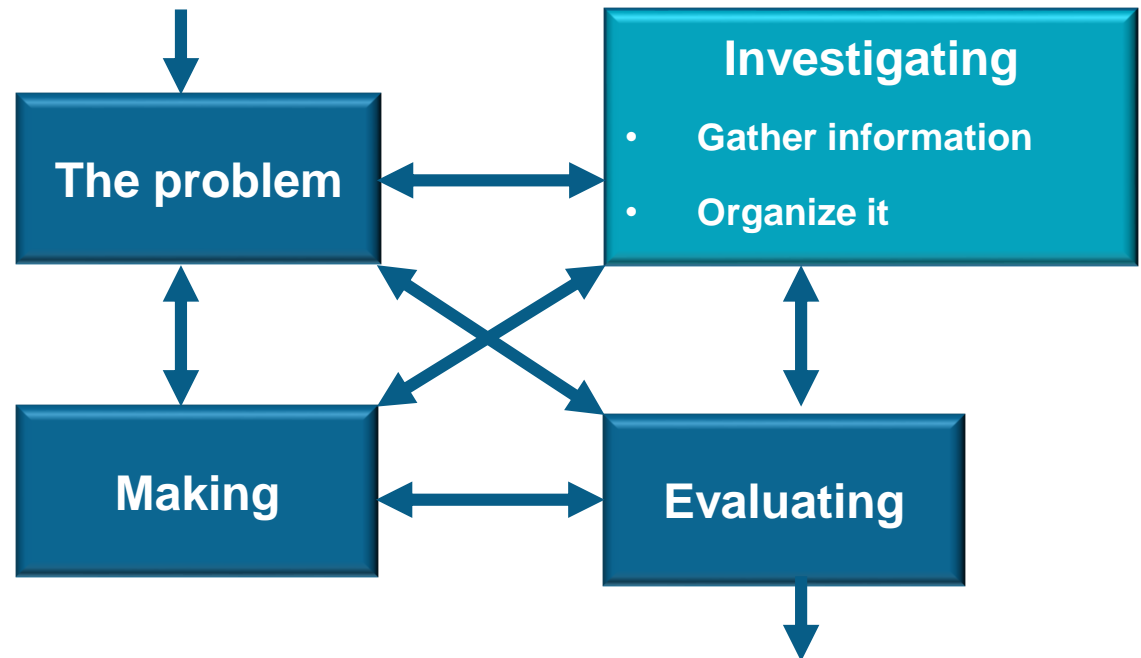 The problem
Investigating
• Gather information
• Organize it
Making
Evaluating